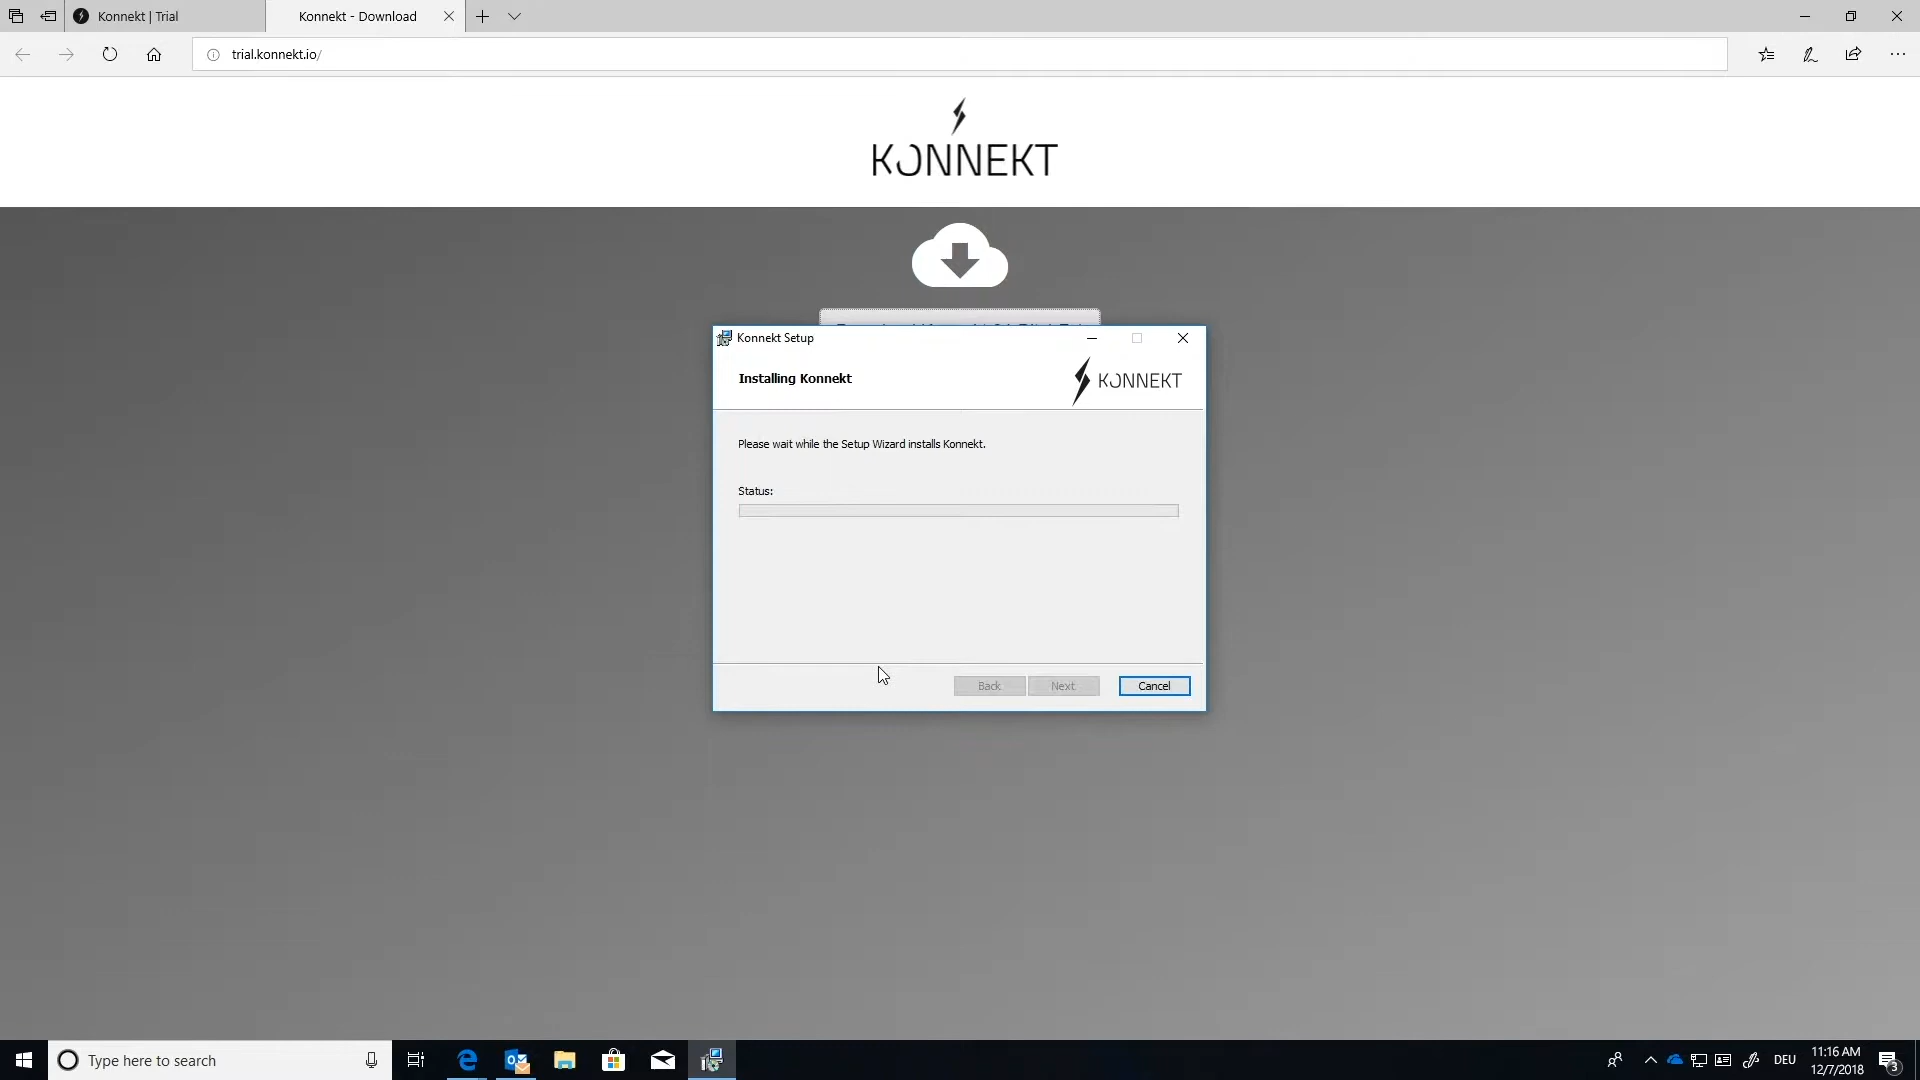 Konnekt | Trial
Konnekt - Download
trial.konnekt.io/
KONNEKT
Konnekt Setup
Installing Konnekt
KONNEKT
Please wait while the Setup Wizard installs Konnekt.
Status:
Back
Next
Cancel
Type here to search
DEU
11:16 AM
12/7/2018
3